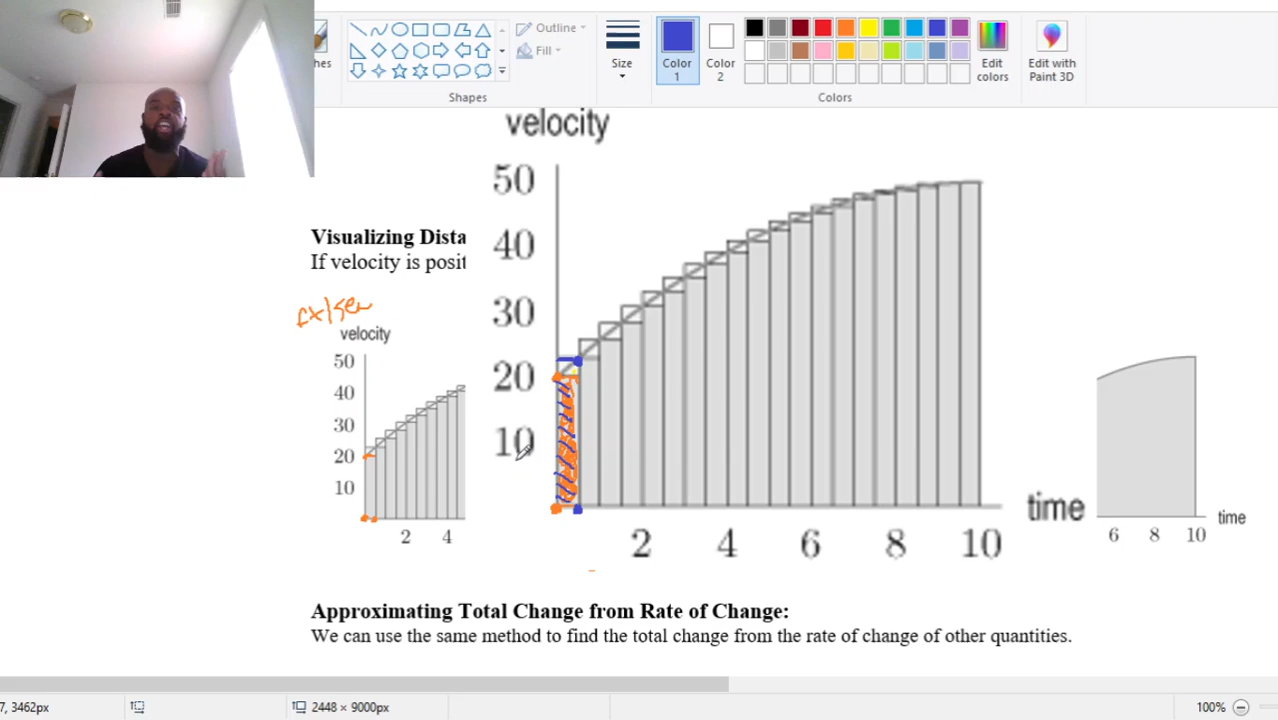 Outline
Fill
hes
Size
Color 1
Color 2
Edit colors
Edit with Paint 3D
Shapes
Colors
velocity
50
40
30
20
10
2 4 6 8 10
time
Visualizing Dista
If velocity is posit
velocity
50
40
30
20
10
2 4
6 8 10
time
Approximating Total Change from Rate of Change:
We can use the same method to find the total change from the rate of change of other quantities.
7, 3462px
2448 × 9000px
100%